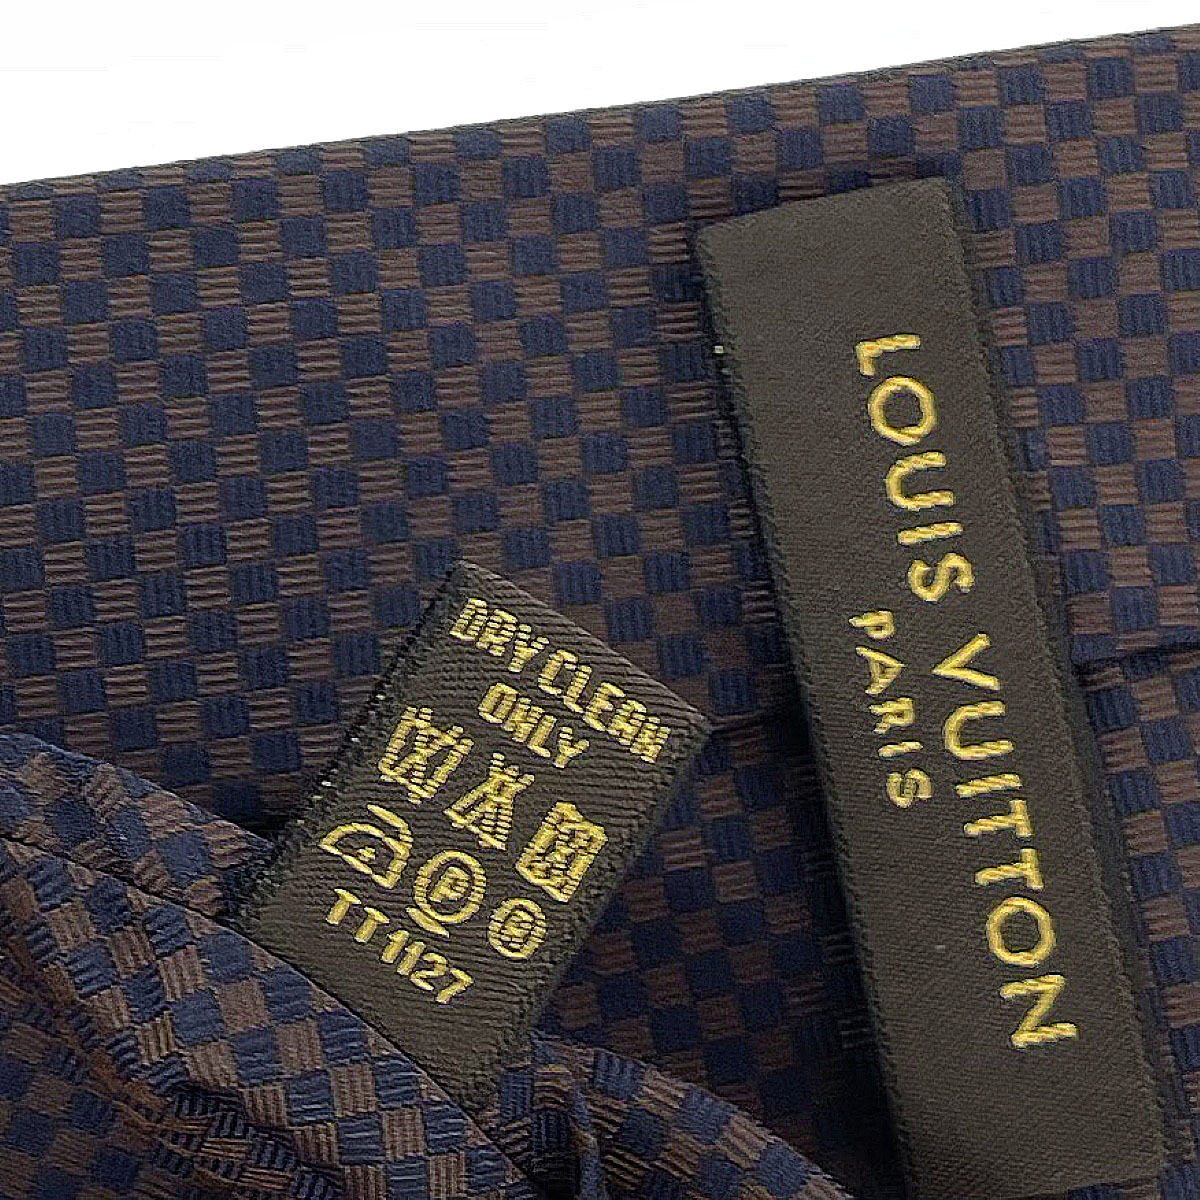 LOUIS VUITTON
PARIS
DRY CLEAN
ONLY
P
TT1127